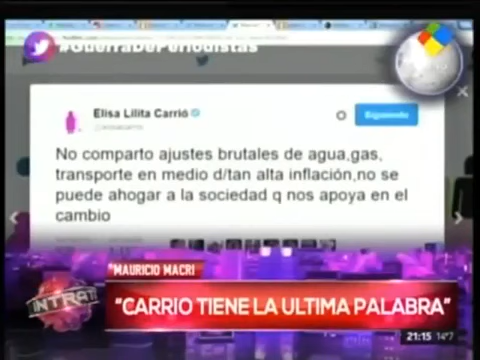 #GuerraDePeriodistas
Elisa Lilita Carrió
Siguiendo
No comparto ajustes brutales de agua,gas,
transporte en medio d/tan alta inflación,no se
puede ahogar a la sociedad q nos apoya en el
cambio
*MAURICIO MACRI
INTRAT
"CARRIO TIENE LA ULTIMA PALABRA"
21:15 14°7